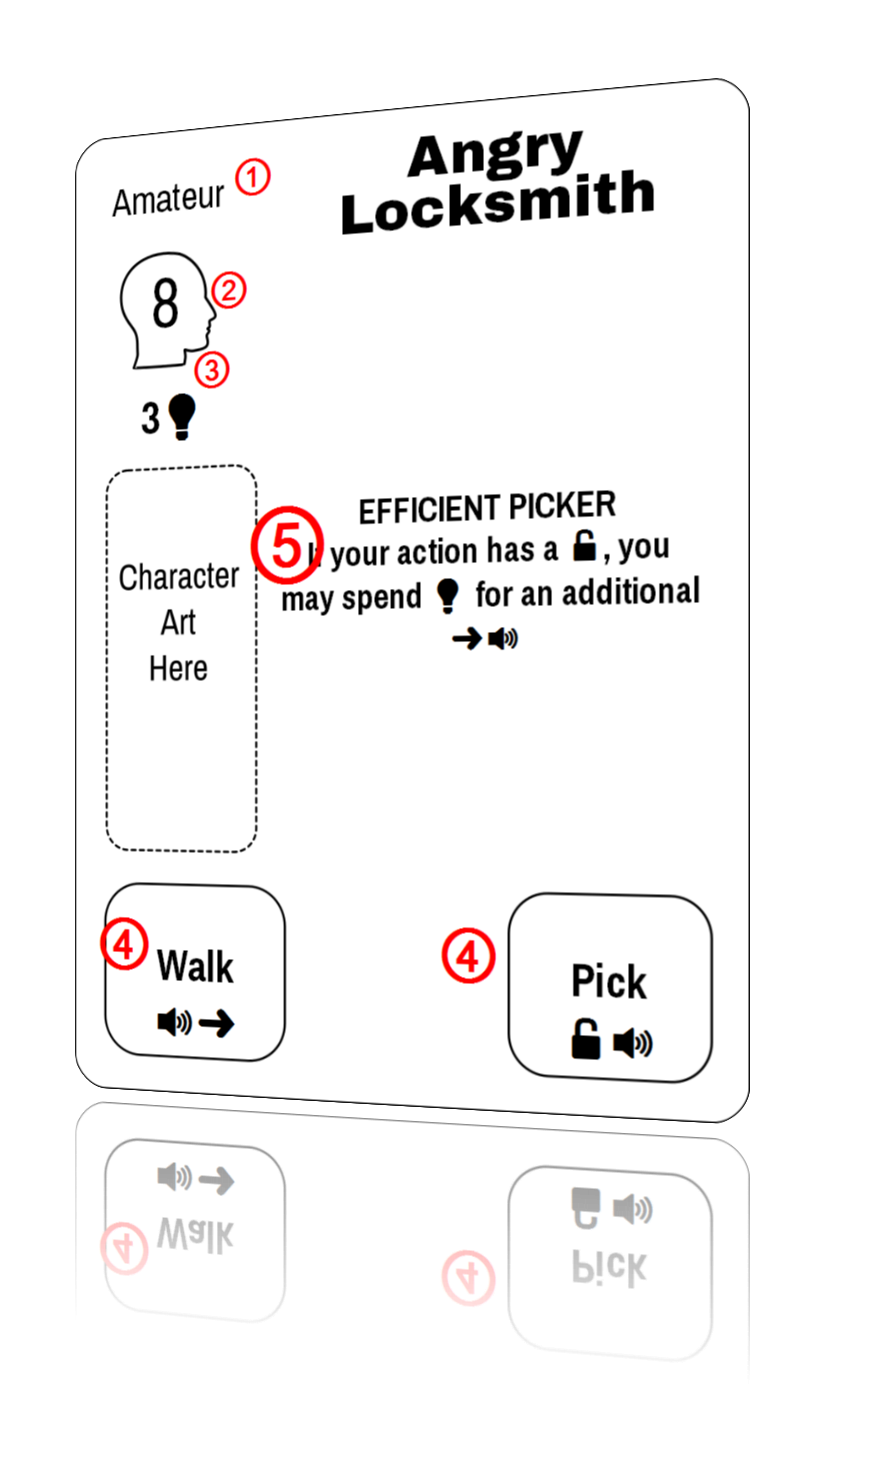 Amateur ①
Angry
Locksmith
8 ②
③
3
EFFICIENT PICKER
⑤ your action has a , you
may spend for an additional
Character
Art
Here
④
Walk
④
Pick